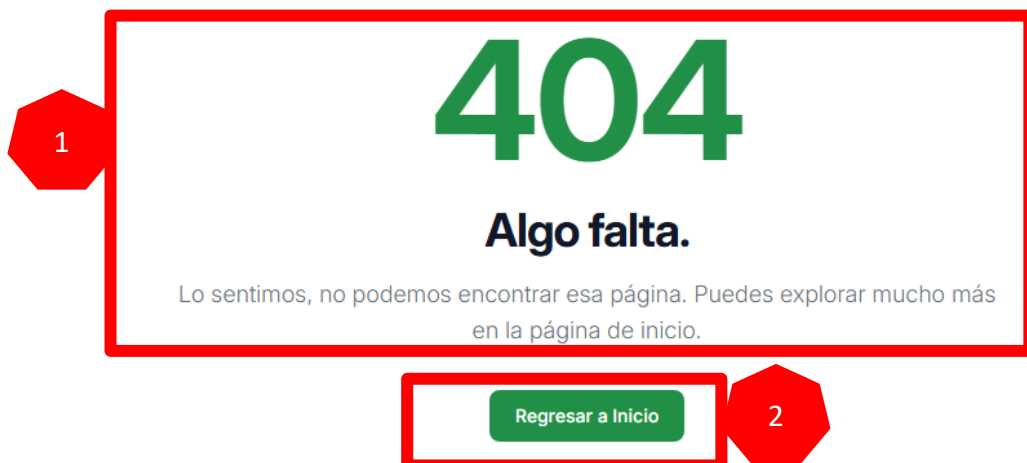 404
1
Algo falta.
Lo sentimos, no podemos encontrar esa página. Puedes explorar mucho más
en la página de inicio.
Regresar a Inicio
2